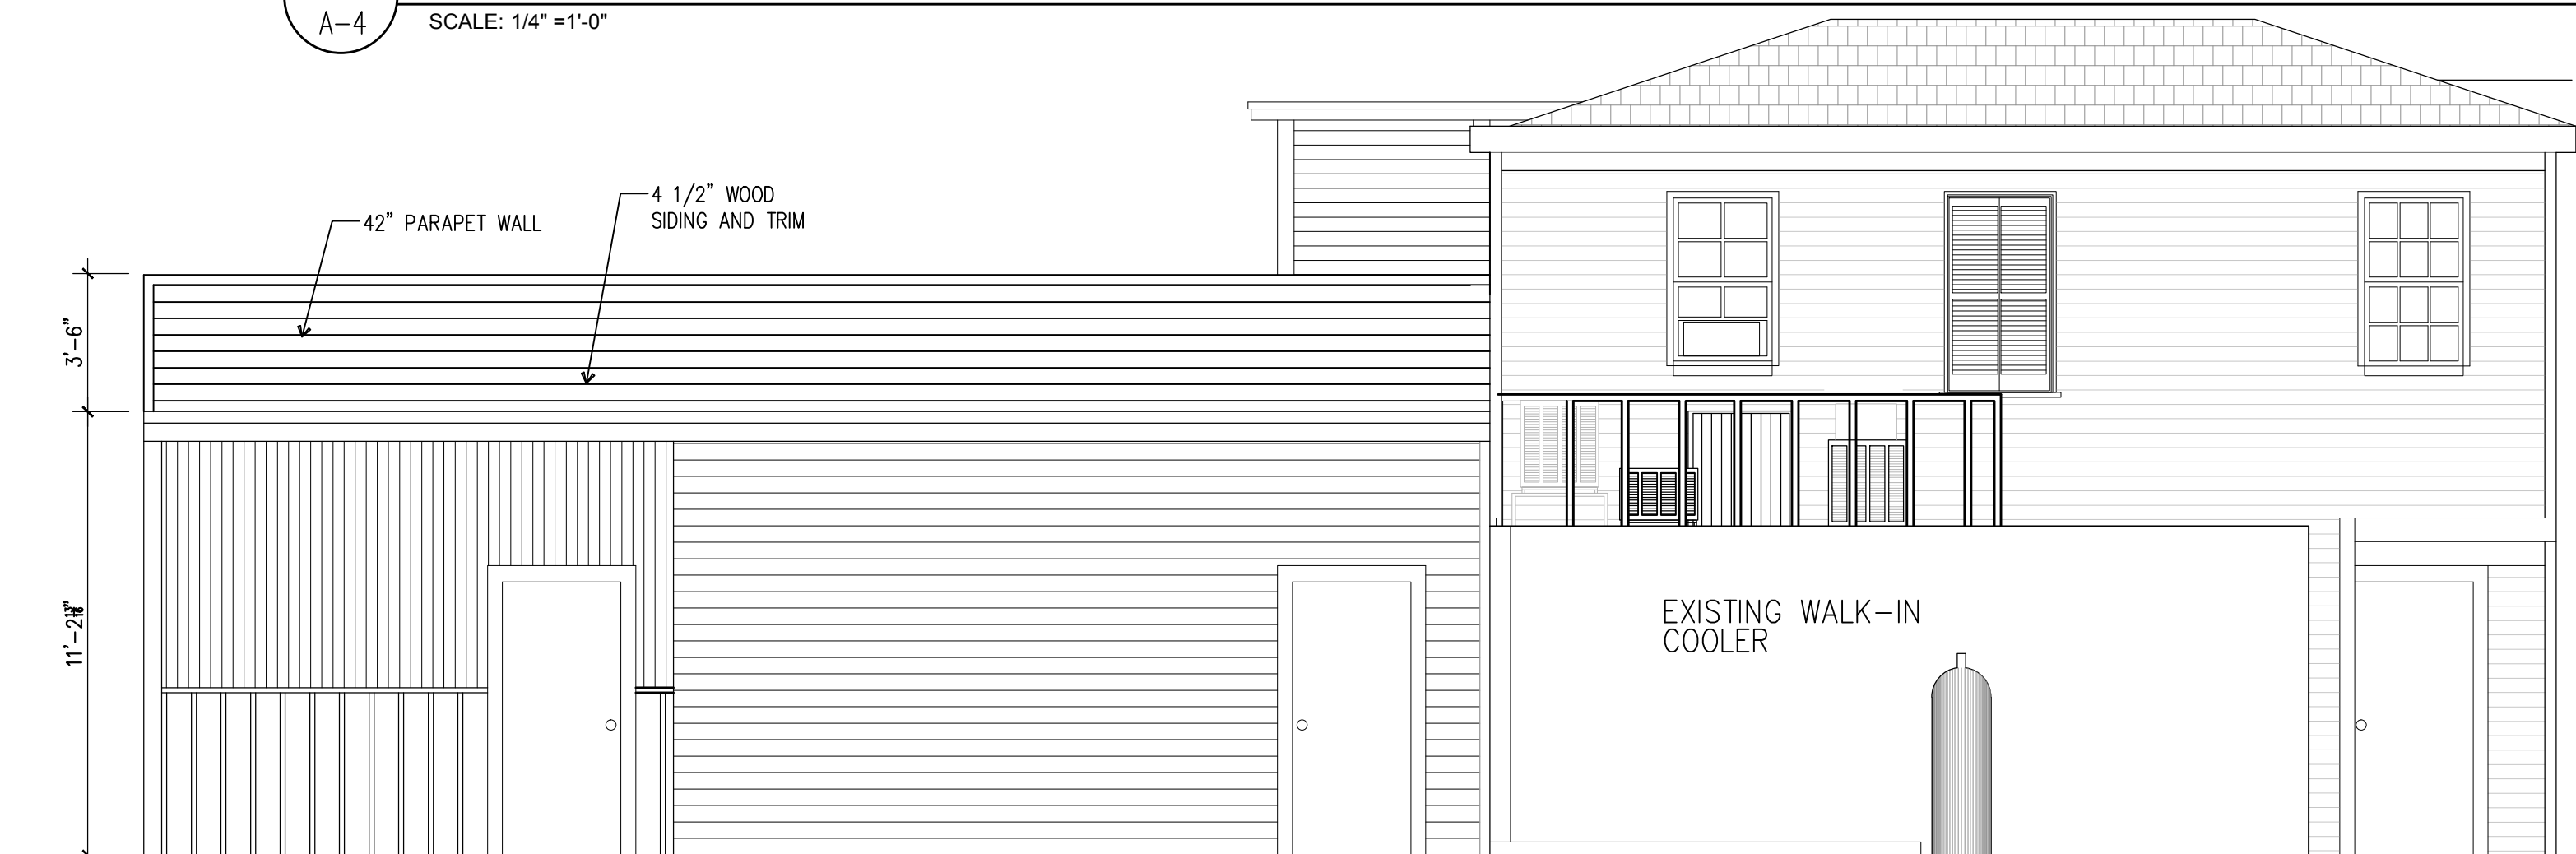 A-4
SCALE: 1/4" =1'-0"
4 1/2" WOOD
SIDING AND TRIM
42" PARAPET WALL
3'-6"
EXISTING WALK-IN
COOLER